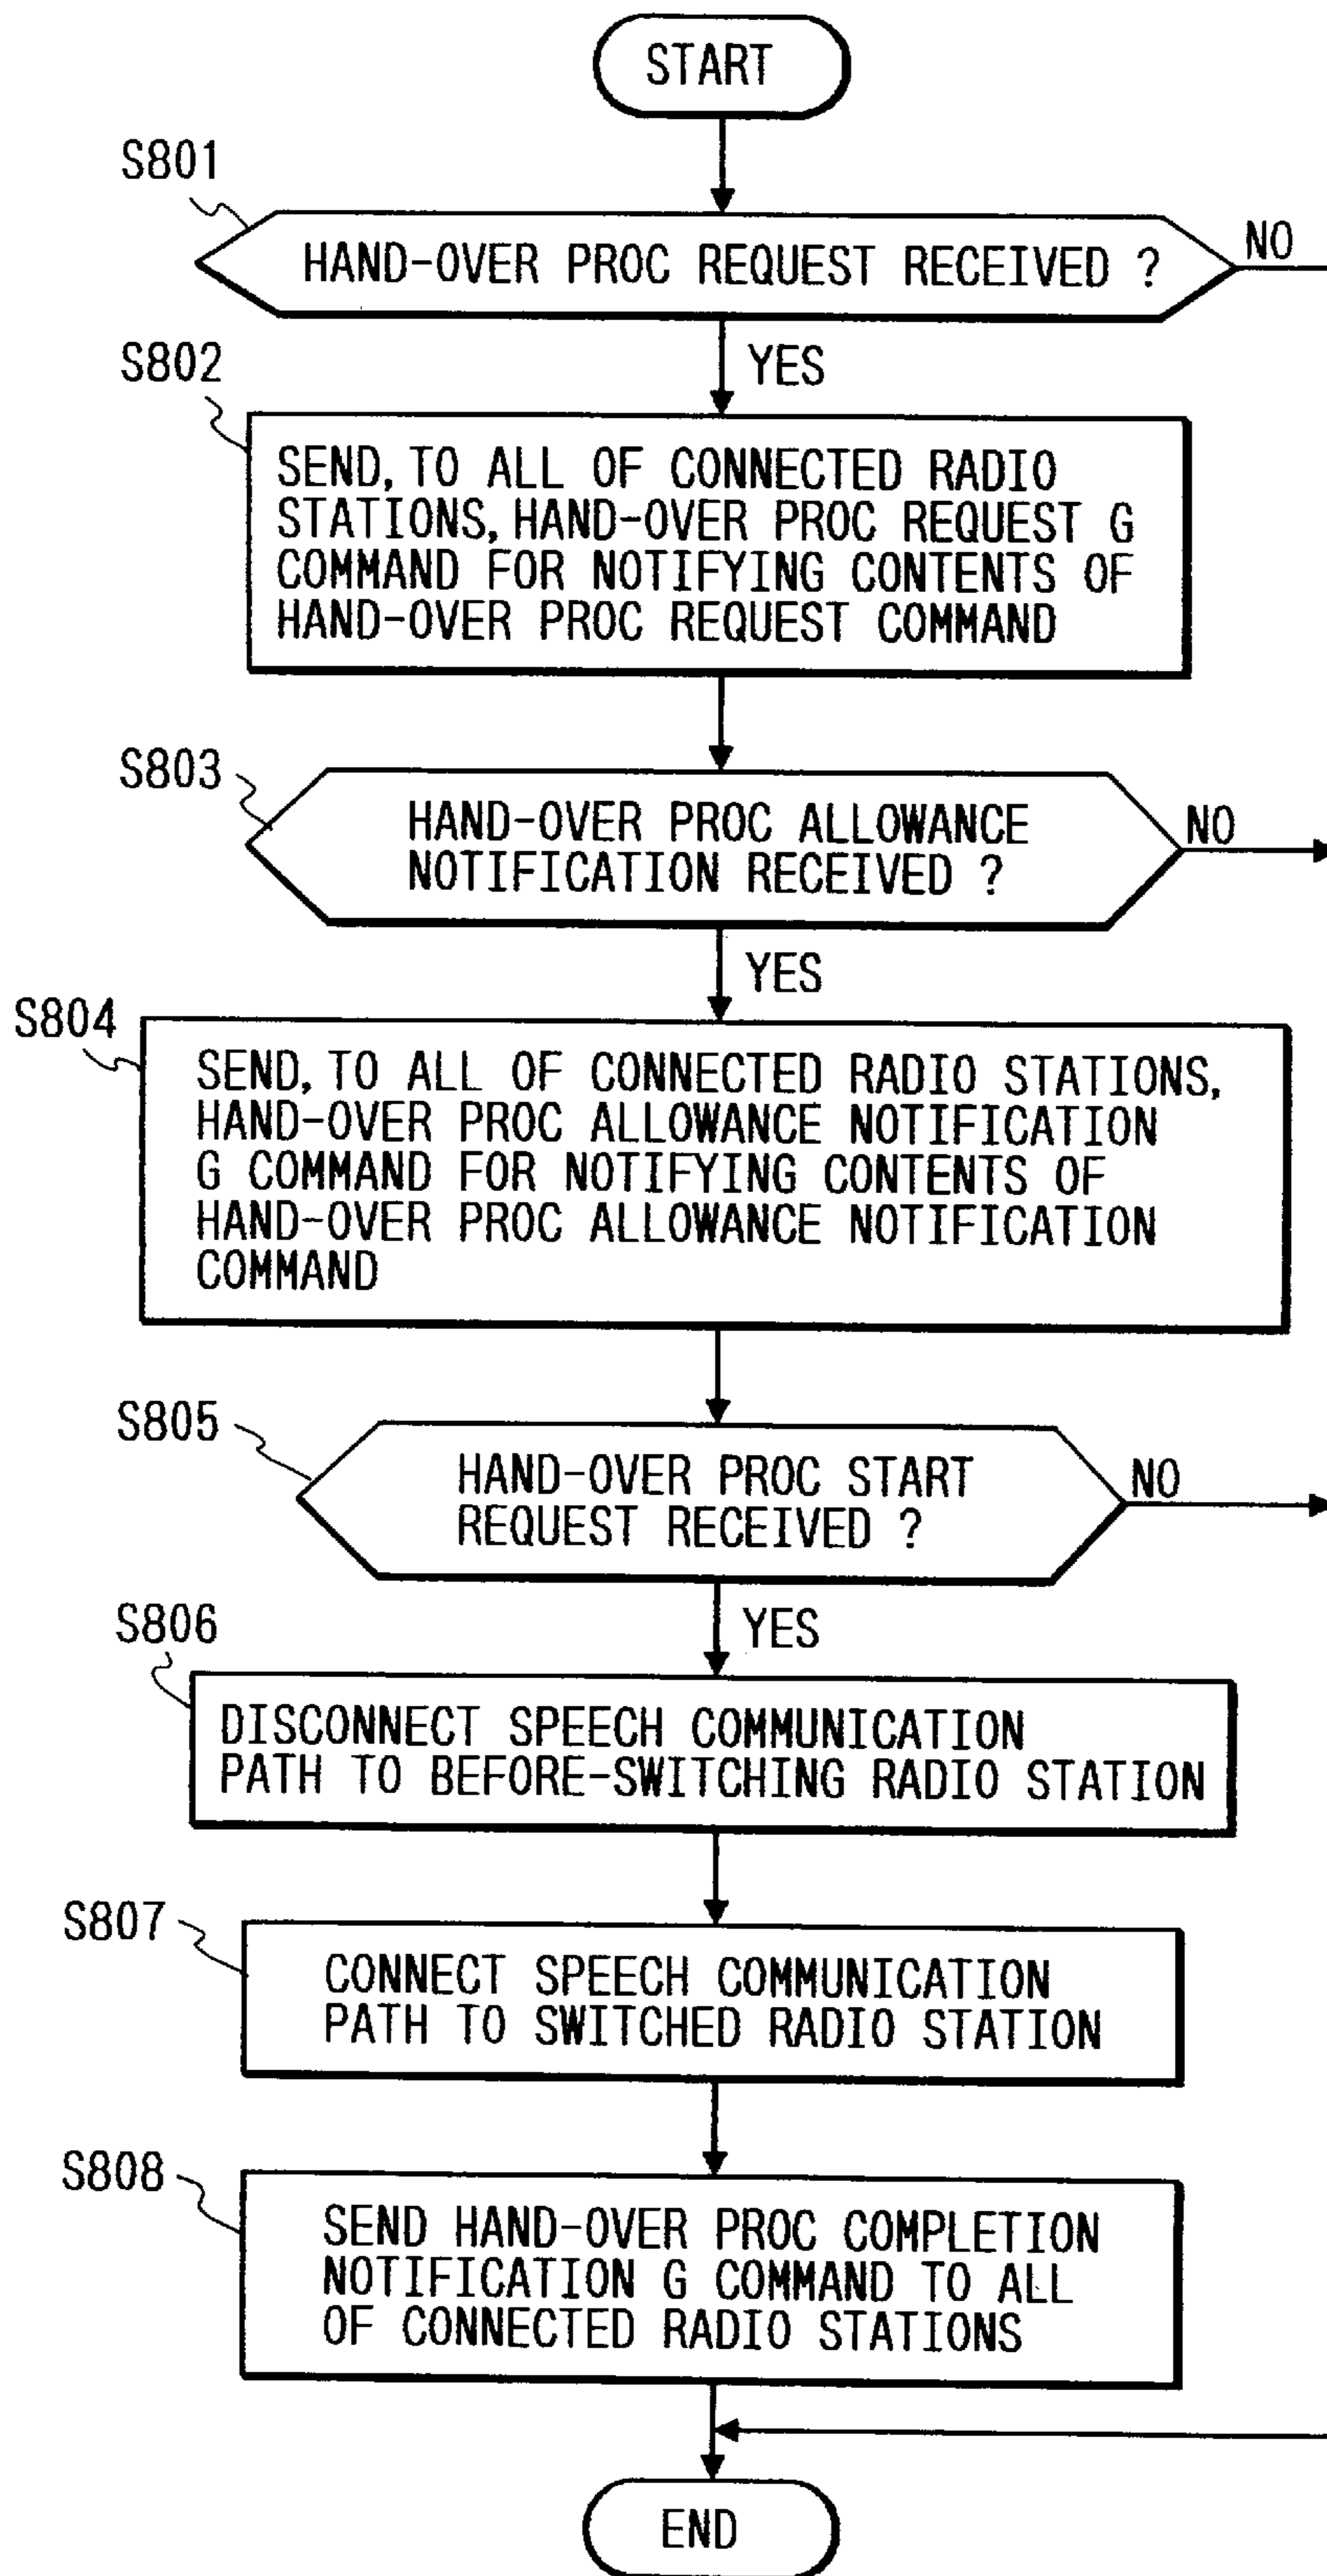 START
S801
HAND-OVER PROC REQUEST RECEIVED ?
NO
YES
S802
SEND, TO ALL OF CONNECTED RADIO
STATIONS, HAND-OVER PROC REQUEST G
COMMAND FOR NOTIFYING CONTENTS OF
HAND-OVER PROC REQUEST COMMAND
S803
HAND-OVER PROC ALLOWANCE
NOTIFICATION RECEIVED ?
NO
YES
S804
SEND, TO ALL OF CONNECTED RADIO STATIONS,
HAND-OVER PROC ALLOWANCE NOTIFICATION
G COMMAND FOR NOTIFYING CONTENTS OF
HAND-OVER PROC ALLOWANCE NOTIFICATION
COMMAND
S805
HAND-OVER PROC START
REQUEST RECEIVED ?
NO
YES
S806
DISCONNECT SPEECH COMMUNICATION
PATH TO BEFORE-SWITCHING RADIO STATION
S807
CONNECT SPEECH COMMUNICATION
PATH TO SWITCHED RADIO STATION
S808
SEND HAND-OVER PROC COMPLETION
NOTIFICATION G COMMAND TO ALL
OF CONNECTED RADIO STATIONS
END